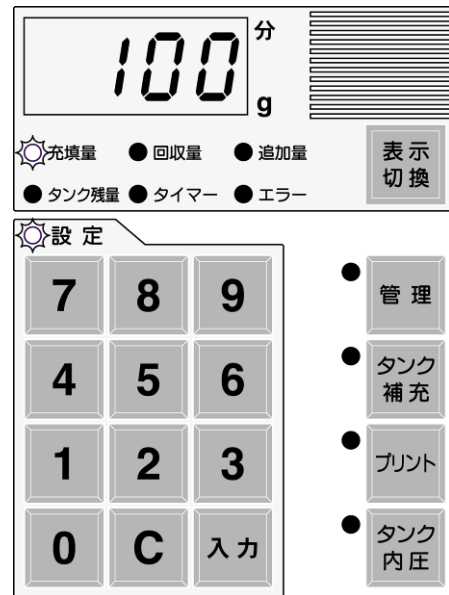 100
分
g
充填量 回収量 追加量
表示
切換
タンク残量 タイマー エラー
設定
7 8 9
4 5 6
1 2 3
0 C 入力
管理
タンク
補充
プリント
タンク
内圧